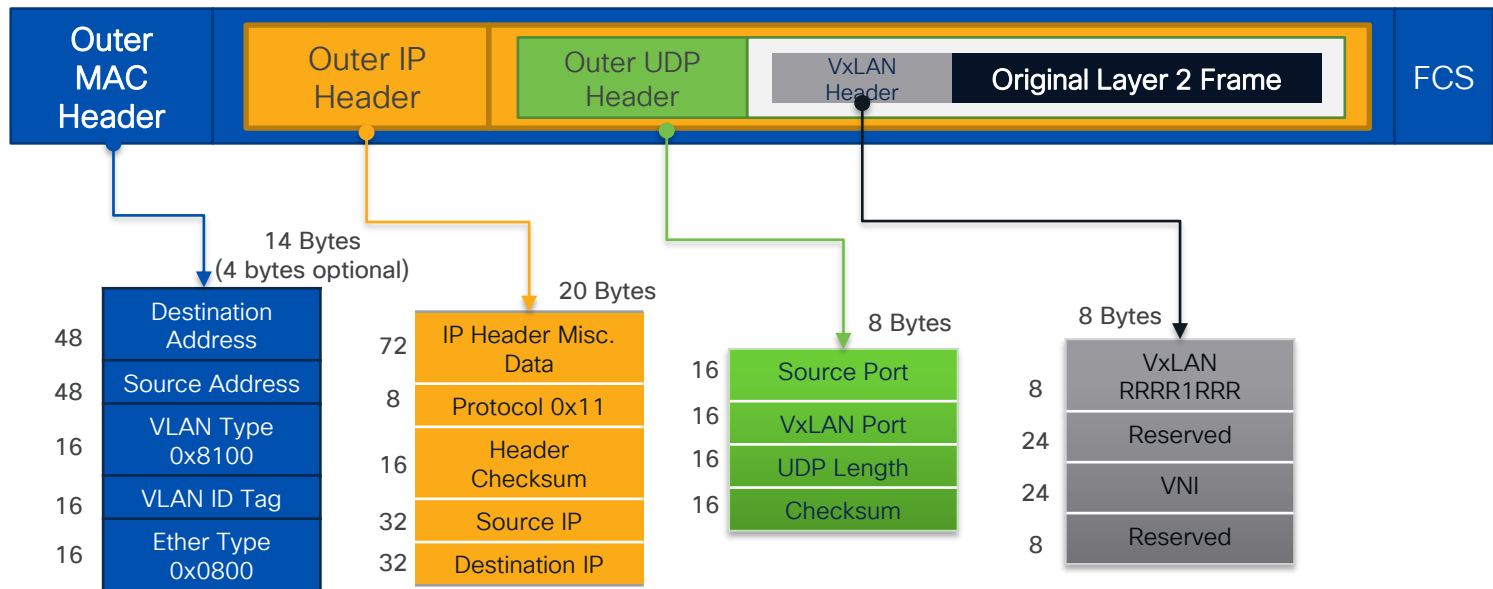 Outer
MAC
Header
Outer IP
Header
Outer UDP
Header
VxLAN
Header
Original Layer 2 Frame
FCS
14 Bytes
(4 bytes optional)
48
Destination
Address
48
Source Address
16
VLAN Type
0x8100
16
VLAN ID Tag
16
Ether Type
0x0800
20 Bytes
72
IP Header Misc.
Data
8
Protocol 0x11
16
Header
Checksum
32
Source IP
32
Destination IP
8 Bytes
16
Source Port
16
VxLAN Port
16
UDP Length
16
Checksum
8 Bytes
8
VxLAN
RRRR1RRR
24
Reserved
24
VNI
8
Reserved